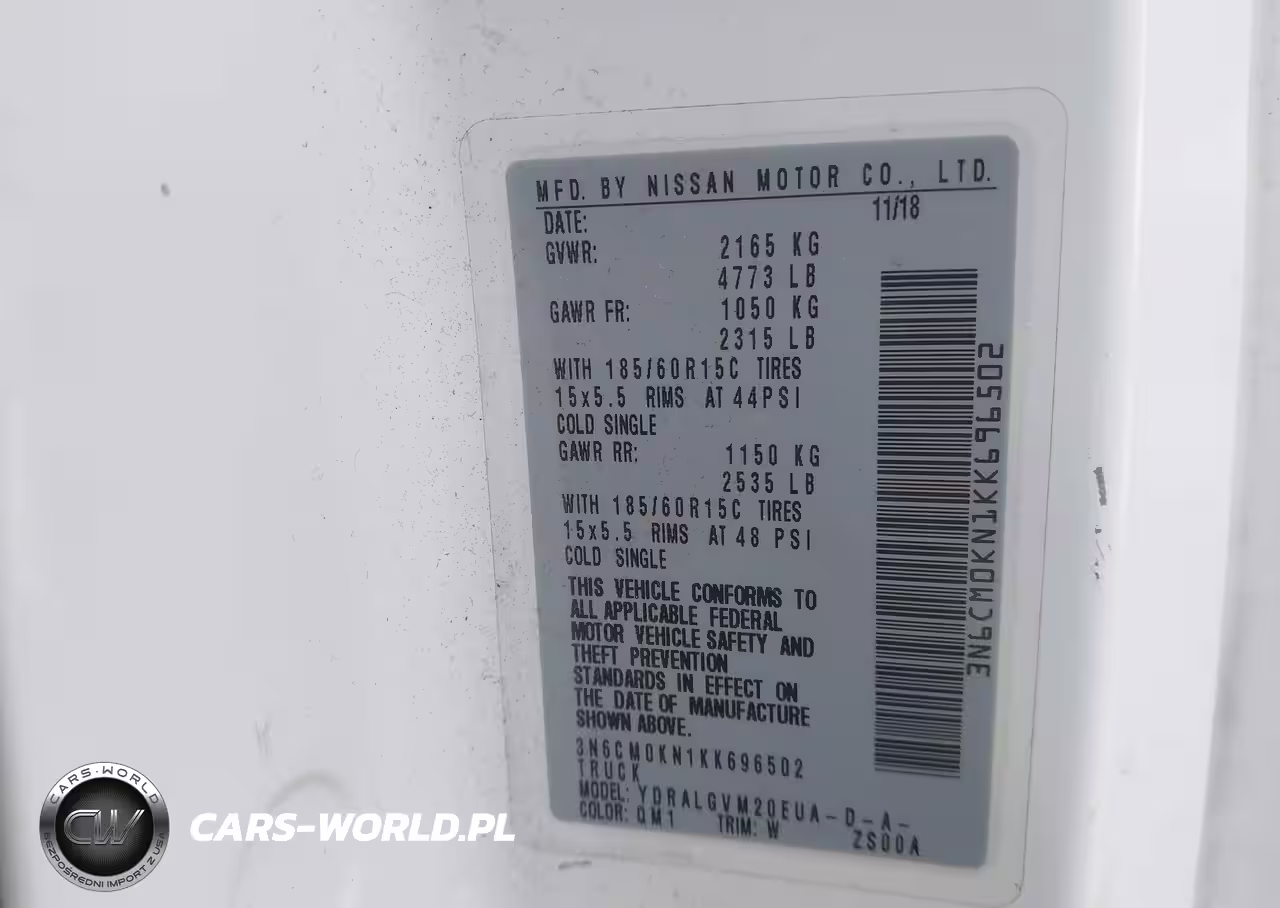 MFD. BY NISSAN MOTOR CO., LTD.
DATE: 11/18
GVWR: 2165 KG
4773 LB
GAWR FR: 1050 KG
2315 LB
WITH 185/60R15C TIRES
15x5.5 RIMS AT 44PSI
COLD SINGLE
GAWR RR: 1150 KG
2535 LB
WITH 185/60R15C TIRES
15x5.5 RIMS AT 48 PSI
COLD SINGLE
THIS VEHICLE CONFORMS TO
ALL APPLICABLE FEDERAL
MOTOR VEHICLE SAFETY AND
THEFT PREVENTION
STANDARDS IN EFFECT ON
THE DATE OF MANUFACTURE
SHOWN ABOVE.
3N6CM0KN1KK696502
TRUCK
MODEL: YDRALGVM20EUA-D-A-
COLOR: QM1 TRIM: W ZS00A
3N6CM0KN1KK696502
CARS-WORLD
CW
BEZPOŚREDNI IMPORT Z USA
CARS-WORLD.PL